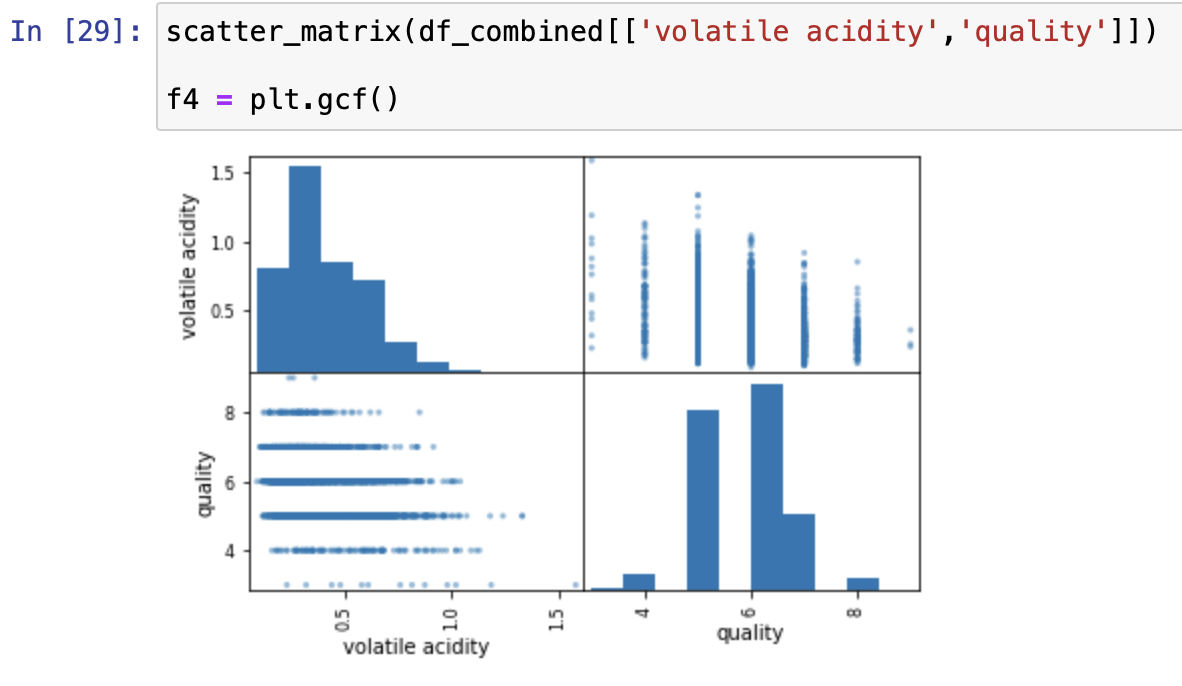 In [29]: scatter_matrix(df_combined[['volatile acidity','quality']])
f4 = plt.gcf()
volatile acidity
1.5
1.0
0.5
quality
8
6
4
0.5 1.0 1.5
volatile acidity
4 6 8
quality